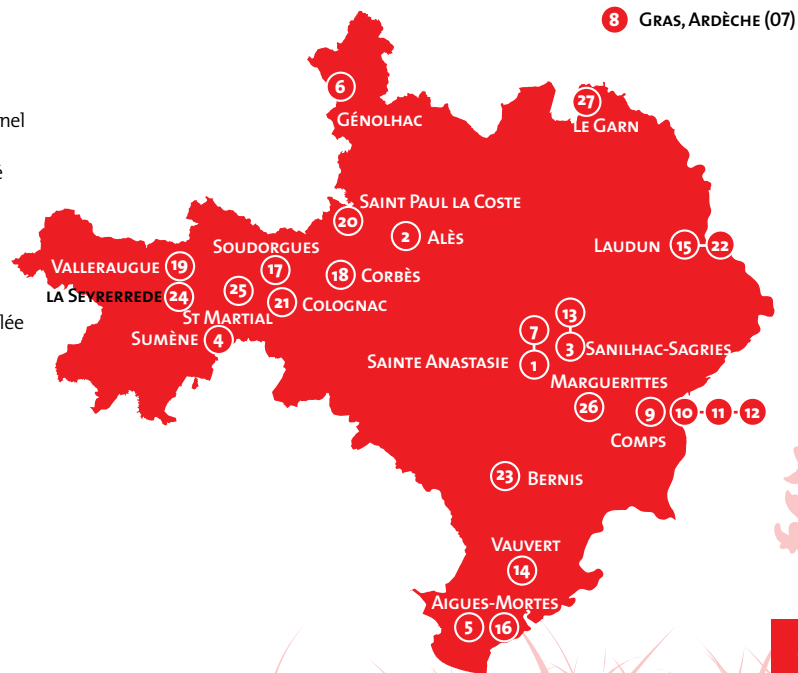 8 Gras, Ardèche (07)
6
Génolhac
27
Le Garn
nel
é
lée
Saint Paul la Coste
20
2 Alès
Laudun 15 - 22
Soudorgues
17
Valleraugue 19
18 Corbès
La Seyrerrede 24
25
St Martial
21 Colognac
Sumène 4
13
7
3 Sanilhac-Sagries
Sainte Anastasie 1
Marguerittes
26
9 10 - 11 - 12
Comps
23 Bernis
Vauvert
14
Aigues-Mortes
5 16